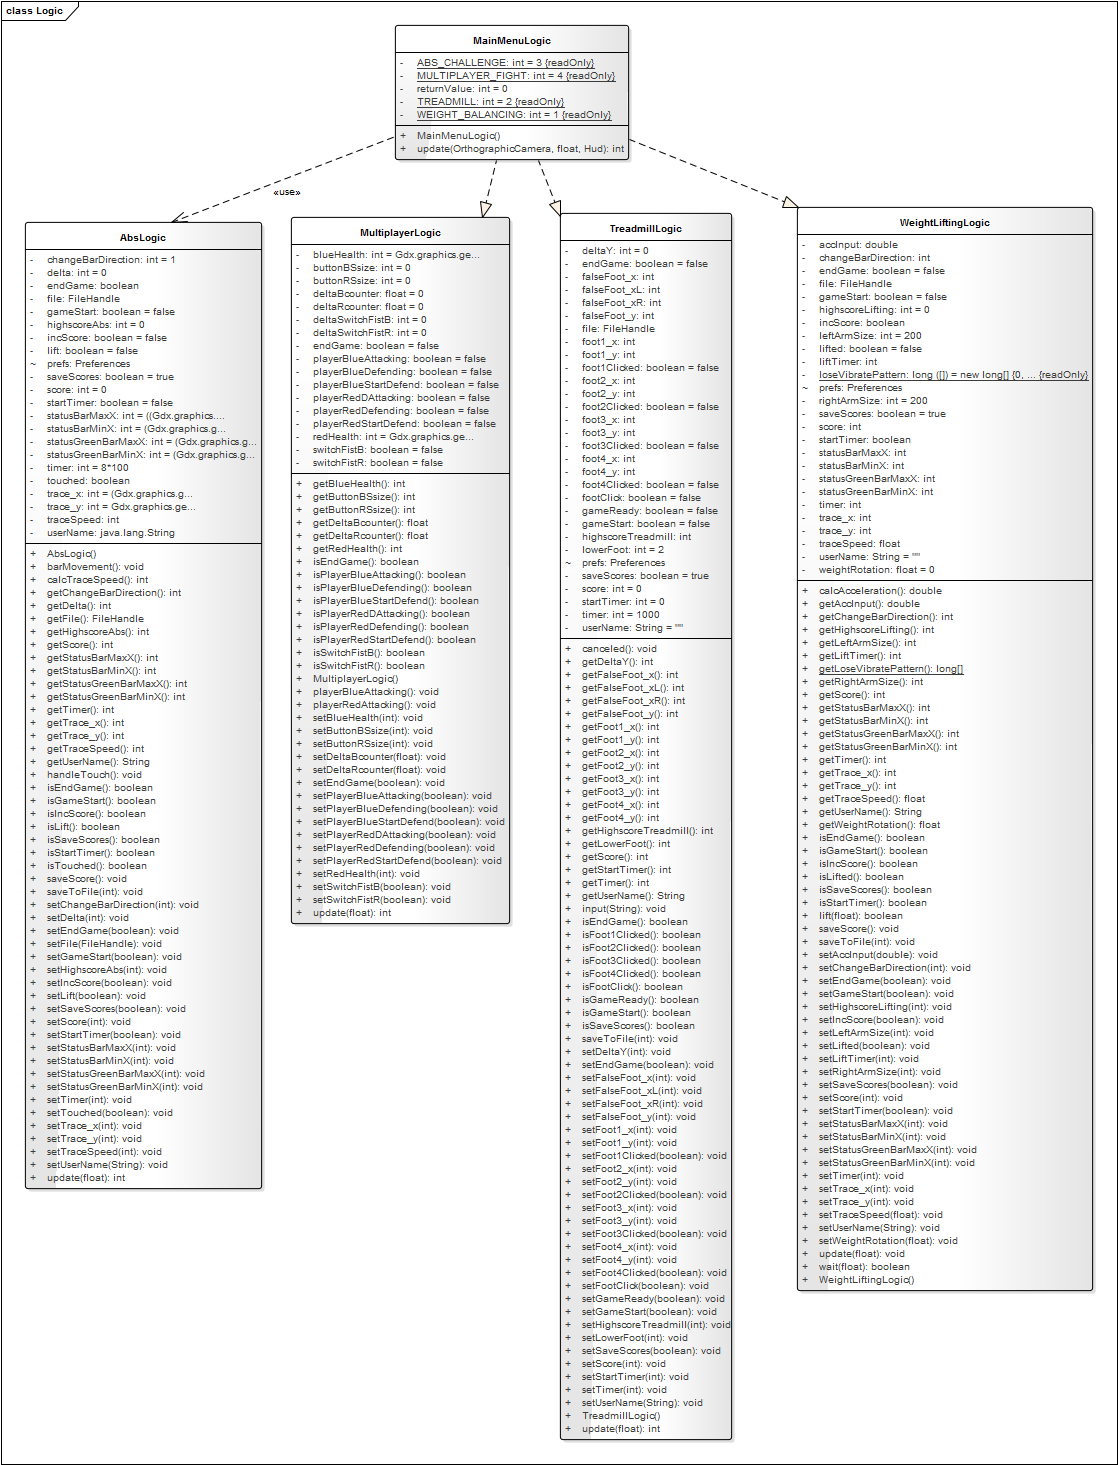 class Logic
MainMenuLogic
- ABS_CHALLENGE: int = 3 {readOnly}
- MULTIPLAYER_FIGHT: int = 4 {readOnly}
- returnValue: int = 0
- TREADMILL: int = 2 {readOnly}
- WEIGHT_BALANCING: int = 1 {readOnly}
+ MainMenuLogic()
+ update(OrthographicCamera, float, Hud): int
«use»
AbsLogic
- changeBarDirection: int = 1
- delta: int = 0
- endGame: boolean
- file: FileHandle
- gameStart: boolean = false
- highscoreAbs: int = 0
- incScore: boolean = false
- lift: boolean = false
~ prefs: Preferences
- saveScores: boolean = true
- score: int = 0
- startTimer: boolean = false
- statusBarMaxX: int = ((Gdx.graphics....
- statusBarMinX: int = (Gdx.graphics.g...
- statusGreenBarMaxX: int = (Gdx.graphics.g...
- statusGreenBarMinX: int = (Gdx.graphics.g...
- timer: int = 8*100
- touched: boolean
- trace_x: int = (Gdx.graphics.g...
- trace_y: int = Gdx.graphics.ge...
- traceSpeed: int
- userName: java.lang.String
+ AbsLogic()
+ barMovement(): void
+ calcTraceSpeed(): int
+ getChangeBarDirection(): int
+ getDelta(): int
+ getFile(): FileHandle
+ getHighscoreAbs(): int
+ getScore(): int
+ getStatusBarMaxX(): int
+ getStatusBarMinX(): int
+ getStatusGreenBarMaxX(): int
+ getStatusGreenBarMinX(): int
+ getTimer(): int
+ getTrace_x(): int
+ getTrace_y(): int
+ getTraceSpeed(): int
+ getUserName(): String
+ handleTouch(): void
+ isEndGame(): boolean
+ isGameStart(): boolean
+ isIncScore(): boolean
+ isLift(): boolean
+ isSaveScores(): boolean
+ isStartTimer(): boolean
+ isTouched(): boolean
+ saveScore(): void
+ saveToFile(int): void
+ setChangeBarDirection(int): void
+ setDelta(int): void
+ setEndGame(boolean): void
+ setFile(FileHandle): void
+ setGameStart(boolean): void
+ setHighscoreAbs(int): void
+ setIncScore(boolean): void
+ setLift(boolean): void
+ setSaveScores(boolean): void
+ setScore(int): void
+ setStartTimer(boolean): void
+ setStatusBarMaxX(int): void
+ setStatusBarMinX(int): void
+ setStatusGreenBarMaxX(int): void
+ setStatusGreenBarMinX(int): void
+ setTimer(int): void
+ setTouched(boolean): void
+ setTrace_x(int): void
+ setTrace_y(int): void
+ setTraceSpeed(int): void
+ setUserName(String): void
+ update(float): int
MultiplayerLogic
- blueHealth: int = Gdx.graphics.ge...
- buttonBSsize: int = 0
- buttonRSsize: int = 0
- deltaBcounter: float = 0
- deltaRcounter: float = 0
- deltaSwitchFistB: int = 0
- deltaSwitchFistR: int = 0
- endGame: boolean = false
- playerBlueAttacking: boolean = false
- playerBlueDefending: boolean = false
- playerBlueStartDefend: boolean = false
- playerRedDAttacking: boolean = false
- playerRedDefending: boolean = false
- playerRedStartDefend: boolean = false
- redHealth: int = Gdx.graphics.ge...
- switchFistB: boolean = false
- switchFistR: boolean = false
+ getBlueHealth(): int
+ getButtonBSsize(): int
+ getButtonRSsize(): int
+ getDeltaBcounter(): float
+ getDeltaRcounter(): float
+ getRedHealth(): int
+ isEndGame(): boolean
+ isPlayerBlueAttacking(): boolean
+ isPlayerBlueDefending(): boolean
+ isPlayerBlueStartDefend(): boolean
+ isPlayerRedDAttacking(): boolean
+ isPlayerRedDefending(): boolean
+ isPlayerRedStartDefend(): boolean
+ isSwitchFistB(): boolean
+ isSwitchFistR(): boolean
+ MultiplayerLogic()
+ playerBlueAttacking(): void
+ playerRedAttacking(): void
+ setBlueHealth(int): void
+ setButtonBSsize(int): void
+ setButtonRSsize(int): void
+ setDeltaBcounter(float): void
+ setDeltaRcounter(float): void
+ setEndGame(boolean): void
+ setPlayerBlueAttacking(boolean): void
+ setPlayerBlueDefending(boolean): void
+ setPlayerBlueStartDefend(boolean): void
+ setPlayerRedDAttacking(boolean): void
+ setPlayerRedDefending(boolean): void
+ setPlayerRedStartDefend(boolean): void
+ setRedHealth(int): void
+ setSwitchFistB(boolean): void
+ setSwitchFistR(boolean): void
+ update(float): int
TreadmillLogic
- deltaY: int = 0
- endGame: boolean = false
- falseFoot_x: int
- falseFoot_xL: int
- falseFoot_xR: int
- falseFoot_y: int
- file: FileHandle
- foot1_x: int
- foot1_y: int
- foot1Clicked: boolean = false
- foot2_x: int
- foot2_y: int
- foot2Clicked: boolean = false
- foot3_x: int
- foot3_y: int
- foot3Clicked: boolean = false
- foot4_x: int
- foot4_y: int
- foot4Clicked: boolean = false
- footClick: boolean = false
- gameReady: boolean = false
- gameStart: boolean = false
- highscoreTreadmill: int
- lowerFoot: int = 2
~ prefs: Preferences
- saveScores: boolean = true
- score: int = 0
- startTimer: int = 0
- timer: int = 1000
- userName: String = ""
+ canceled(): void
+ getDeltaY(): int
+ getFalseFoot_x(): int
+ getFalseFoot_xL(): int
+ getFalseFoot_xR(): int
+ getFalseFoot_y(): int
+ getFoot1_x(): int
+ getFoot1_y(): int
+ getFoot2_x(): int
+ getFoot2_y(): int
+ getFoot3_x(): int
+ getFoot3_y(): int
+ getFoot4_x(): int
+ getFoot4_y(): int
+ getHighscoreTreadmill(): int
+ getLowerFoot(): int
+ getScore(): int
+ getStartTimer(): int
+ getTimer(): int
+ getUserName(): String
+ input(String): void
+ isEndGame(): boolean
+ isFoot1Clicked(): boolean
+ isFoot2Clicked(): boolean
+ isFoot3Clicked(): boolean
+ isFoot4Clicked(): boolean
+ isFootClick(): boolean
+ isGameReady(): boolean
+ isGameStart(): boolean
+ isSaveScores(): boolean
+ saveToFile(int): void
+ setDeltaY(int): void
+ setEndGame(boolean): void
+ setFalseFoot_x(int): void
+ setFalseFoot_xL(int): void
+ setFalseFoot_xR(int): void
+ setFalseFoot_y(int): void
+ setFoot1_x(int): void
+ setFoot1_y(int): void
+ setFoot1Clicked(boolean): void
+ setFoot2_x(int): void
+ setFoot2_y(int): void
+ setFoot2Clicked(boolean): void
+ setFoot3_x(int): void
+ setFoot3_y(int): void
+ setFoot3Clicked(boolean): void
+ setFoot4_x(int): void
+ setFoot4_y(int): void
+ setFoot4Clicked(boolean): void
+ setFootClick(boolean): void
+ setGameReady(boolean): void
+ setGameStart(boolean): void
+ setHighscoreTreadmill(int): void
+ setLowerFoot(int): void
+ setSaveScores(boolean): void
+ setScore(int): void
+ setStartTimer(int): void
+ setTimer(int): void
+ setUserName(String): void
+ TreadmillLogic()
+ update(float): int
WeightLiftingLogic
- accInput: double
- changeBarDirection: int
- endGame: boolean = false
- file: FileHandle
- gameStart: boolean = false
- highscoreLifting: int = 0
- incScore: boolean
- leftArmSize: int = 200
- lifted: boolean = false
- liftTimer: int
- loseVibratePattern: long ([]) = new long[] {0, ... {readOnly}
~ prefs: Preferences
- rightArmSize: int = 200
- saveScores: boolean = true
- score: int
- startTimer: boolean
- statusBarMaxX: int
- statusBarMinX: int
- statusGreenBarMaxX: int
- statusGreenBarMinX: int
- timer: int
- trace_x: int
- trace_y: int
- traceSpeed: float
- userName: String = ""
- weightRotation: float = 0
+ calcAcceleration(): double
+ getAccInput(): double
+ getChangeBarDirection(): int
+ getHighscoreLifting(): int
+ getLeftArmSize(): int
+ getLiftTimer(): int
+ getLoseVibratePattern(): long[]
+ getRightArmSize(): int
+ getScore(): int
+ getStatusBarMaxX(): int
+ getStatusBarMinX(): int
+ getStatusGreenBarMaxX(): int
+ getStatusGreenBarMinX(): int
+ getTimer(): int
+ getTrace_x(): int
+ getTrace_y(): int
+ getTraceSpeed(): float
+ getUserName(): String
+ getWeightRotation(): float
+ isEndGame(): boolean
+ isGameStart(): boolean
+ isIncScore(): boolean
+ isLifted(): boolean
+ isSaveScores(): boolean
+ isStartTimer(): boolean
+ lift(float): boolean
+ saveScore(): void
+ saveToFile(int): void
+ setAccInput(double): void
+ setChangeBarDirection(int): void
+ setEndGame(boolean): void
+ setGameStart(boolean): void
+ setHighscoreLifting(int): void
+ setIncScore(boolean): void
+ setLeftArmSize(int): void
+ setLifted(boolean): void
+ setLiftTimer(int): void
+ setRightArmSize(int): void
+ setSaveScores(boolean): void
+ setScore(int): void
+ setStartTimer(boolean): void
+ setStatusBarMaxX(int): void
+ setStatusBarMinX(int): void
+ setStatusGreenBarMaxX(int): void
+ setStatusGreenBarMinX(int): void
+ setTimer(int): void
+ setTrace_x(int): void
+ setTrace_y(int): void
+ setTraceSpeed(float): void
+ setUserName(String): void
+ setWeightRotation(float): void
+ update(float): void
+ wait(float): boolean
+ WeightLiftingLogic()